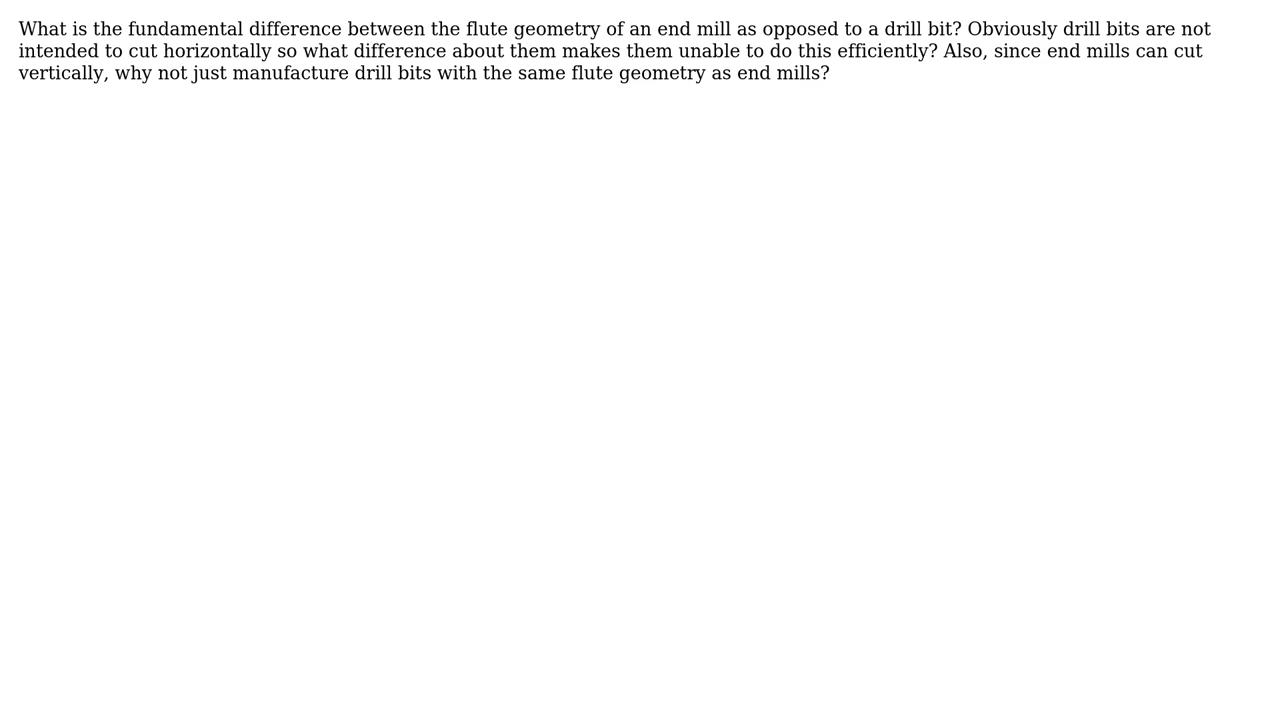 What is the fundamental difference between the flute geometry of an end mill as opposed to a drill bit? Obviously drill bits are not
intended to cut horizontally so what difference about them makes them unable to do this efficiently? Also, since end mills can cut
vertically, why not just manufacture drill bits with the same flute geometry as end mills?